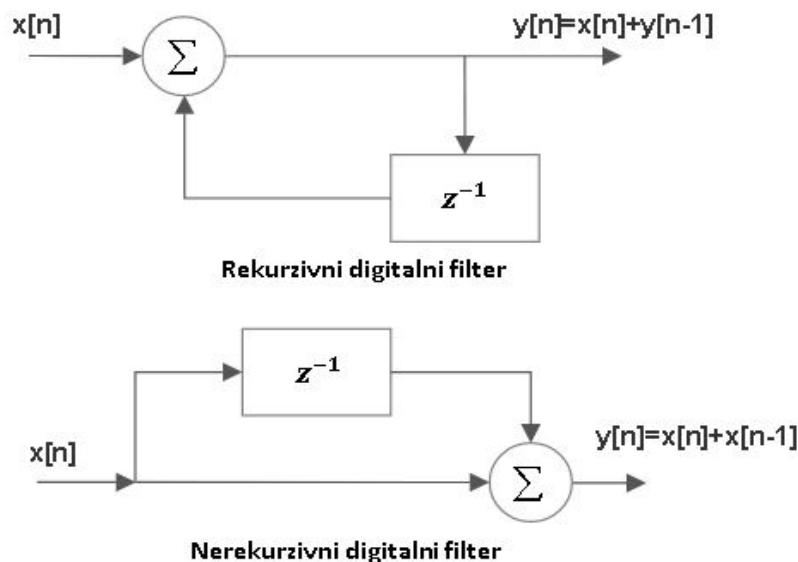 x[n]
Σ
y[n]=x[n]+y[n-1]
z⁻¹
Rekurzivni digitalni filter
z⁻¹
x[n]
Σ
y[n]=x[n]+x[n-1]
Nerekurzivni digitalni filter